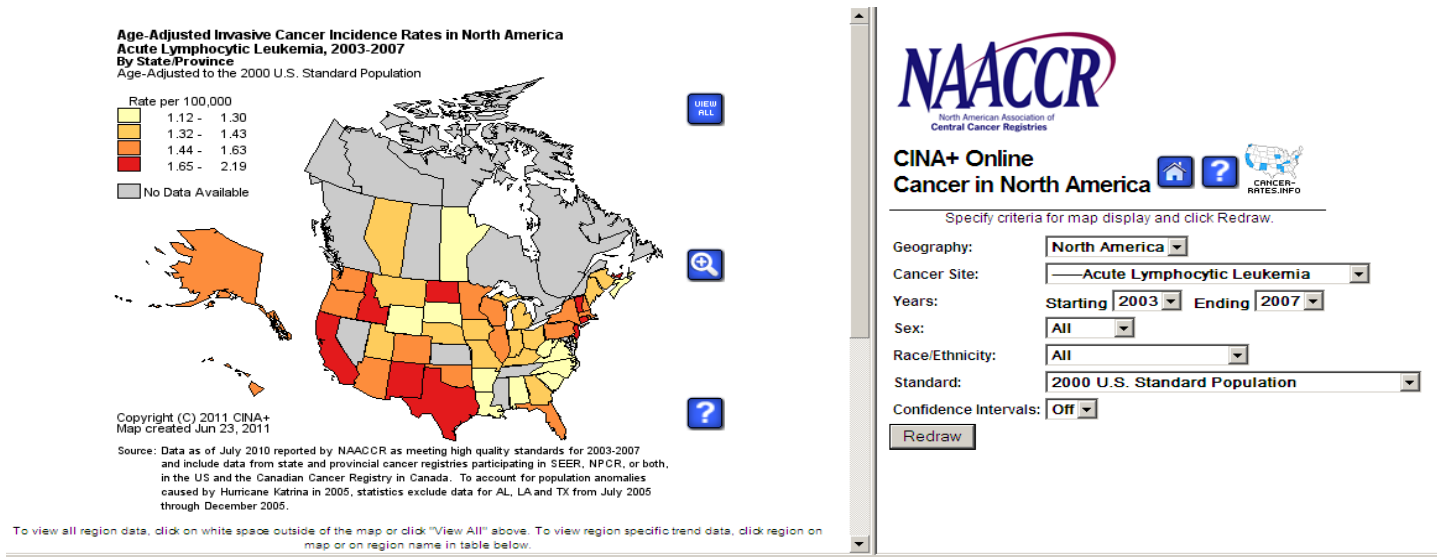 Age-Adjusted Invasive Cancer Incidence Rates in North America
Acute Lymphocytic Leukemia, 2003-2007
By State/Province
Age-Adjusted to the 2000 U.S. Standard Population
Rate per 100,000
1.12 - 1.30
1.32 - 1.43
1.44 - 1.63
1.65 - 2.19
No Data Available
VIEW
ALL
?
Copyright (C) 2011 CINA+
Map created Jun 23, 2011
Source: Data as of July 2010 reported by NAACCR as meeting high quality standards for 2003-2007
and include data from state and provincial cancer registries participating in SEER, NPCR, or both,
in the US and the Canadian Cancer Registry in Canada. To account for population anomalies
caused by Hurricane Katrina in 2005, statistics exclude data for AL, LA and TX from July 2005
through December 2005.
To view all region data, click on white space outside of the map or click "View All" above. To view region specific trend data, click region on
map or on region name in table below.
NAACCR
North American Association of
Central Cancer Registries
CINA+ Online
Cancer in North America
?
CANCER-
RATES.INFO
Specify criteria for map display and click Redraw.
Geography: North America
Cancer Site: ——Acute Lymphocytic Leukemia
Years: Starting 2003 Ending 2007
Sex: All
Race/Ethnicity: All
Standard: 2000 U.S. Standard Population
Confidence Intervals: Off
Redraw